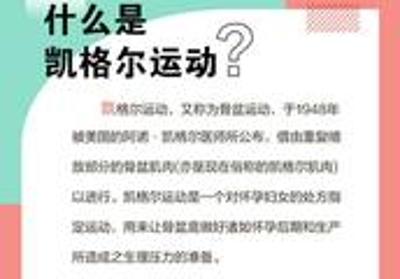 什么是
凯格尔运动?
凯格尔运动，又称为骨盆运动，于1948年
被美国的阿诺·凯格尔医师所公布，借由重复缩
放部分的骨盆肌肉(亦是现在俗称的凯格尔肌肉)
以进行。凯格尔运动是一个对怀孕妇女的处方指
定运动，用来让骨盆底做好诸如怀孕后期和生产
所造成之生理压力的准备。